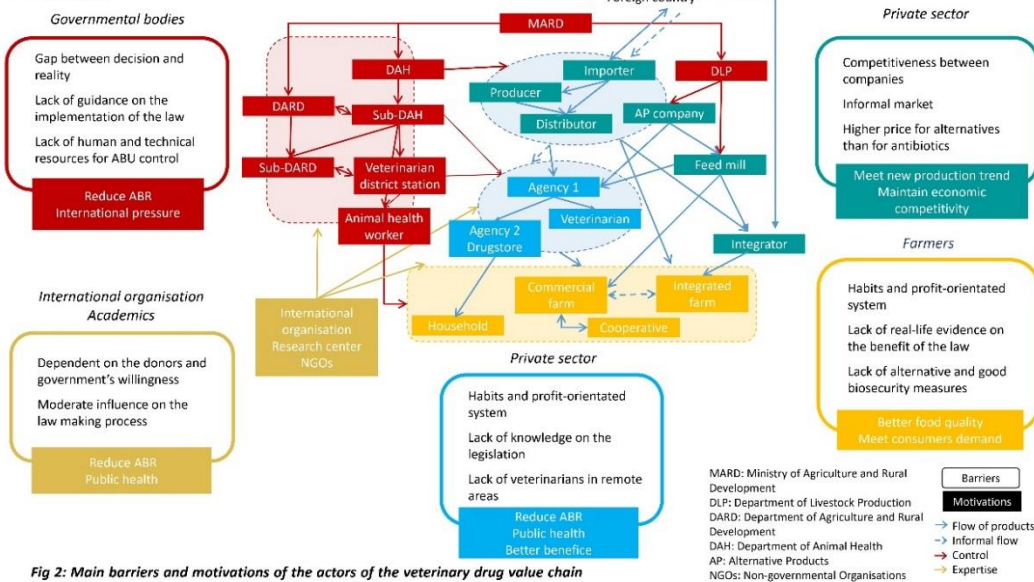 Foreign country
Governmental bodies
Gap between decision and
reality
Lack of guidance on the
implementation of the law
Lack of human and technical
resources for ABU control
Reduce ABR
International pressure
MARD
DAH
DARD
Sub-DAH
Sub-DARD
Veterinarian
district station
Animal health
worker
Importer
Producer
Distributor
DLP
AP company
Feed mill
Agency 1
Veterinarian
Agency 2
Drugstore
Integrator
Private sector
Competitiveness between
companies
Informal market
Higher price for alternatives
than for antibiotics
Meet new production trend
Maintain economic
competitivity
International organisation
Academics
Dependent on the donors and
government's willingness
Moderate influence on the
law making process
Reduce ABR
Public health
International
organisation
Research center
NGOs
Household
Commercial
farm
Integrated
farm
Cooperative
Private sector
Habits and profit-orientated
system
Lack of knowledge on the
legislation
Lack of veterinarians in remote
areas
Reduce ABR
Public health
Better benefice
Farmers
Habits and profit-orientated
system
Lack of real-life evidence on
the benefit of the law
Lack of alternative and good
biosecurity measures
Better food quality
Meet consumers demand
MARD: Ministry of Agriculture and Rural
Development
DLP: Department of Livestock Production
DARD: Department of Agriculture and Rural
Development
DAH: Department of Animal Health
AP: Alternative Products
NGOs: Non-governmental Organisations
Barriers
Motivations
Flow of products
Informal flow
Control
Expertise
Fig 2: Main barriers and motivations of the actors of the veterinary drug value chain